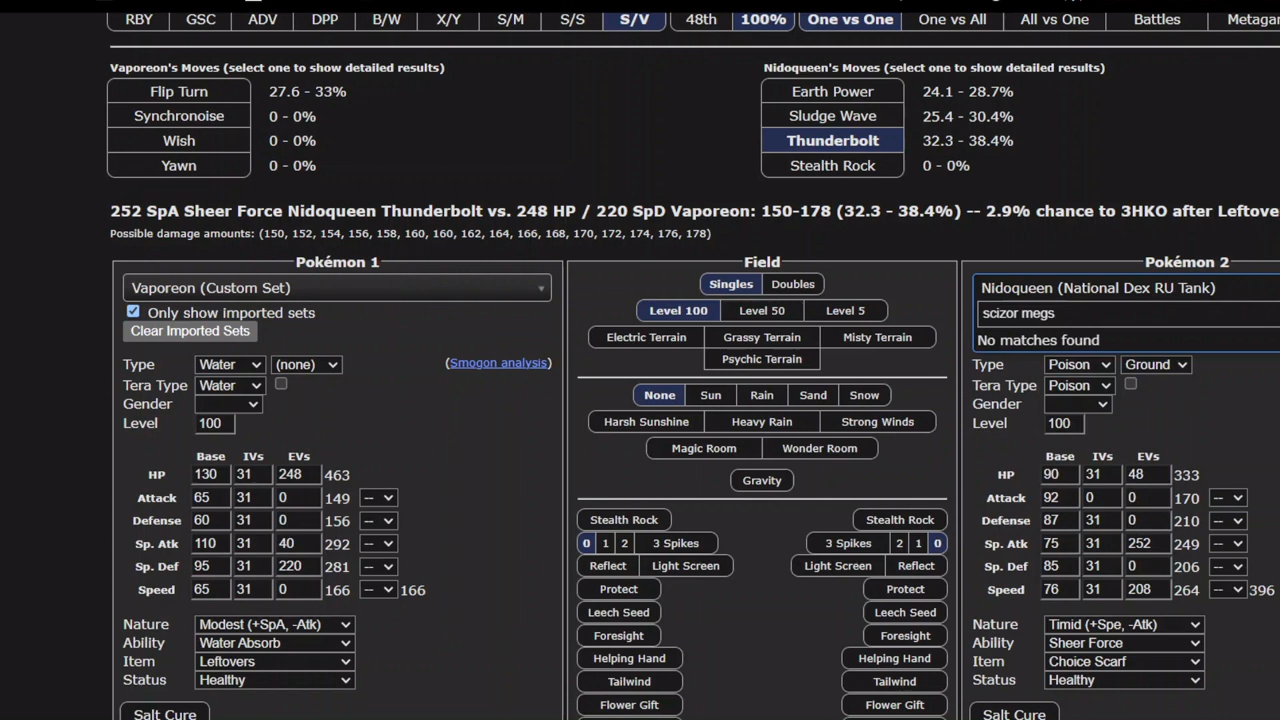 RBY GSC ADV DPP B/W X/Y S/M S/S S/V 48th 100% One vs One One vs All All vs One Battles Metagam
Vaporeon's Moves (select one to show detailed results)
Flip Turn 27.6 - 33%
Synchronoise 0 - 0%
Wish 0 - 0%
Yawn 0 - 0%
Nidoqueen's Moves (select one to show detailed results)
Earth Power 24.1 - 28.7%
Sludge Wave 25.4 - 30.4%
Thunderbolt 32.3 - 38.4%
Stealth Rock 0 - 0%
252 SpA Sheer Force Nidoqueen Thunderbolt vs. 248 HP / 220 SpD Vaporeon: 150-178 (32.3 - 38.4%) -- 2.9% chance to 3HKO after Leftove
Possible damage amounts: (150, 152, 154, 156, 158, 160, 160, 162, 164, 166, 168, 170, 172, 174, 176, 178)
Pokémon 1
Vaporeon (Custom Set)
Only show imported sets
Clear Imported Sets
Type Water (none) (Smogon analysis)
Tera Type Water
Gender
Level 100
Base IVs EVs
HP 130 31 248 463
Attack 65 31 0 149 --
Defense 60 31 0 156 --
Sp. Atk 110 31 40 292 --
Sp. Def 95 31 220 281 --
Speed 65 31 0 166 -- 166
Nature Modest (+SpA, -Atk)
Ability Water Absorb
Item Leftovers
Status Healthy
Salt Cure
Field
Singles Doubles
Level 100 Level 50 Level 5
Electric Terrain Grassy Terrain Misty Terrain
Psychic Terrain
None Sun Rain Sand Snow
Harsh Sunshine Heavy Rain Strong Winds
Magic Room Wonder Room
Gravity
Stealth Rock Stealth Rock
0 1 2 3 Spikes 3 Spikes 2 1 0
Reflect Light Screen Light Screen Reflect
Protect Protect
Leech Seed Leech Seed
Foresight Foresight
Helping Hand Helping Hand
Tailwind Tailwind
Flower Gift Flower Gift
Pokémon 2
Nidoqueen (National Dex RU Tank)
scizor megs
No matches found
Type Poison Ground
Tera Type Poison
Gender
Level 100
Base IVs EVs
HP 90 31 48 333
Attack 92 0 0 170 --
Defense 87 31 0 210 --
Sp. Atk 75 31 252 249 --
Sp. Def 85 31 0 206 --
Speed 76 31 208 264 -- 396
Nature Timid (+Spe, -Atk)
Ability Sheer Force
Item Choice Scarf
Status Healthy
Salt Cure